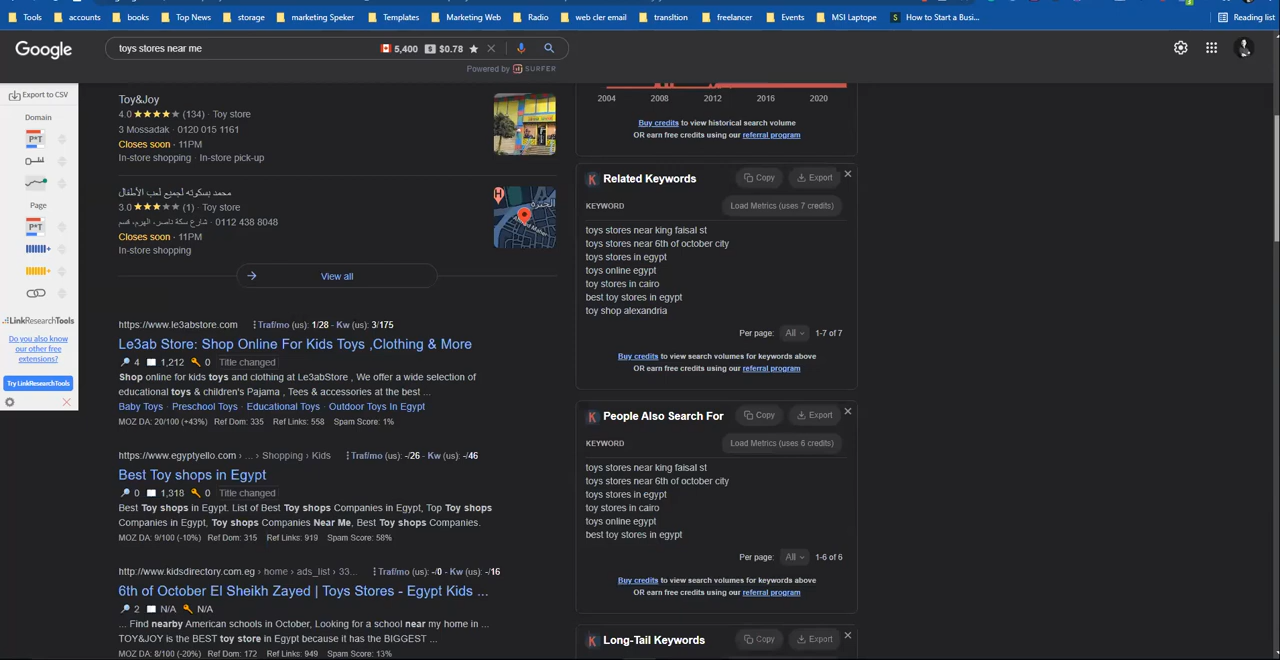 Tools
accounts
books
Top News
storage
marketing Speker
Templates
Marketing Web
Radio
web cler email
transltion
freelancer
Events
MSI Laptope
S How to Start a Busi...
Reading list
Google
toys stores near me
5,400
$ $0.78
Powered by SURFER
Export to CSV
Domain
P*T
Page
P*T
LinkResearchTools
Do you also know
our other free
extensions?
Try LinkResearchTools
Toy&Joy
4.0 (134) · Toy store
3 Mossadak · 0120 015 1161
Closes soon · 11PM
In-store shopping · In-store pick-up
محمد بسكوته لجميع لعب الأطفال
3.0 (1) · Toy store
شارع سكة ناصر، الهرم، قسم · 0112 438 8048
Closes soon · 11PM
In-store shopping
View all
https://www.le3abstore.com Traf/mo (us): 1/28 - Kw (us): 3/175
Le3ab Store: Shop Online For Kids Toys ,Clothing & More
4 1,212 0 Title changed
Shop online for kids toys and clothing at Le3abStore , We offer a wide selection of
educational toys & children's Pajama , Tees & accessories at the best ...
Baby Toys · Preschool Toys · Educational Toys · Outdoor Toys In Egypt
MOZ DA: 20/100 (+43%) Ref Dom: 335 Ref Links: 558 Spam Score: 1%
https://www.egyptyello.com › ... › Shopping › Kids Traf/mo (us): -/26 - Kw (us): -/46
Best Toy shops in Egypt
0 1,318 0 Title changed
Best Toy shops in Egypt. List of Best Toy shops Companies in Egypt, Top Toy shops
Companies in Egypt, Toy shops Companies Near Me, Best Toy shops Companies.
MOZ DA: 9/100 (-10%) Ref Dom: 315 Ref Links: 919 Spam Score: 58%
http://www.kidsdirectory.com.eg › home › ads_list › 33... Traf/mo (us): -/0 - Kw (us): -/16
6th of October El Sheikh Zayed | Toys Stores - Egypt Kids ...
2 N/A N/A
... Find nearby American schools in October, Looking for a school near my home in ...
TOY&JOY is the BEST toy store in Egypt because it has the BIGGEST ...
MOZ DA: 8/100 (-20%) Ref Dom: 172 Ref Links: 949 Spam Score: 13%
2004 2008 2012 2016 2020
Buy credits to view historical search volume
OR earn free credits using our referral program
K Related Keywords
Copy
Export
KEYWORD
Load Metrics (uses 7 credits)
toys stores near king faisal st
toys stores near 6th of october city
toys stores in egypt
toys online egypt
toy stores in cairo
best toy stores in egypt
toy shop alexandria
Per page: All 1-7 of 7
Buy credits to view search volumes for keywords above
OR earn free credits using our referral program
K People Also Search For
Copy
Export
KEYWORD
Load Metrics (uses 6 credits)
toys stores near king faisal st
toys stores near 6th of october city
toys stores in egypt
toy stores in cairo
toys online egypt
best toy stores in egypt
Per page: All 1-6 of 6
Buy credits to view search volumes for keywords above
OR earn free credits using our referral program
K Long-Tail Keywords
Copy
Export